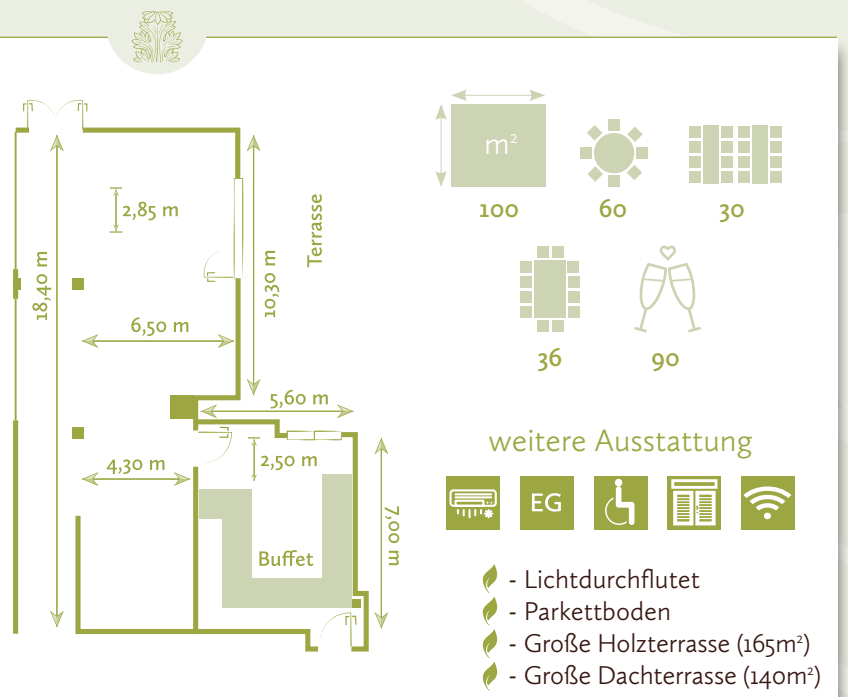 2,85 m
18,40 m
10,30 m
Terrasse
6,50 m
5,60 m
4,30 m
2,50 m
7,00 m
Buffet
m²
100
60
30
36
90
weitere Ausstattung
EG
- Lichtdurchflutet
- Parkettboden
- Große Holzterrasse (165m²)
- Große Dachterrasse (140m²)